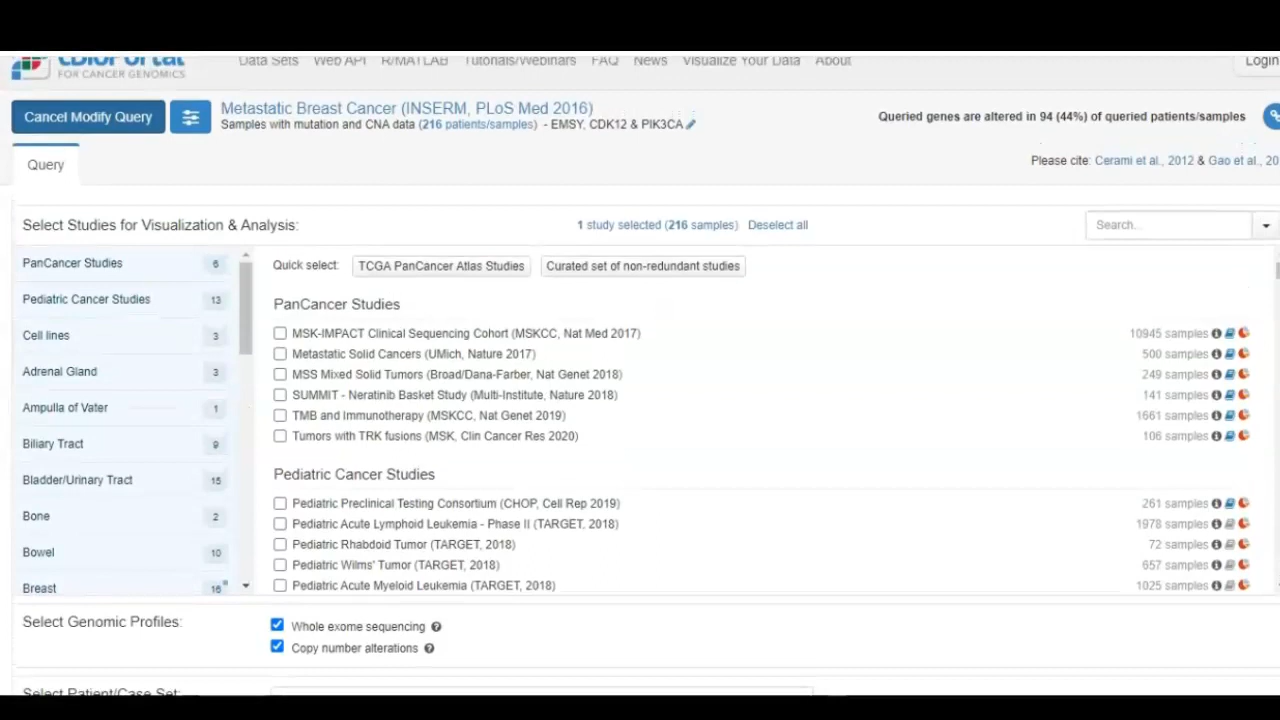 cBioPortal
FOR CANCER GENOMICS
Data Sets Web API R/MATLAB Tutorials/Webinars FAQ News Visualize Your Data About Login
Cancel Modify Query
Metastatic Breast Cancer (INSERM, PLoS Med 2016)
Samples with mutation and CNA data (216 patients/samples) - EMSY, CDK12 & PIK3CA
Queried genes are altered in 94 (44%) of queried patients/samples
Query
Please cite: Cerami et al., 2012 & Gao et al., 20
Select Studies for Visualization & Analysis:
1 study selected (216 samples) Deselect all
Search...
PanCancer Studies 6
Pediatric Cancer Studies 13
Cell lines 3
Adrenal Gland 3
Ampulla of Vater 1
Biliary Tract 9
Bladder/Urinary Tract 15
Bone 2
Bowel 10
Breast 16
Quick select: TCGA PanCancer Atlas Studies Curated set of non-redundant studies
PanCancer Studies
MSK-IMPACT Clinical Sequencing Cohort (MSKCC, Nat Med 2017) 10945 samples
Metastatic Solid Cancers (UMich, Nature 2017) 500 samples
MSS Mixed Solid Tumors (Broad/Dana-Farber, Nat Genet 2018) 249 samples
SUMMIT - Neratinib Basket Study (Multi-Institute, Nature 2018) 141 samples
TMB and Immunotherapy (MSKCC, Nat Genet 2019) 1661 samples
Tumors with TRK fusions (MSK, Clin Cancer Res 2020) 106 samples
Pediatric Cancer Studies
Pediatric Preclinical Testing Consortium (CHOP, Cell Rep 2019) 261 samples
Pediatric Acute Lymphoid Leukemia - Phase II (TARGET, 2018) 1978 samples
Pediatric Rhabdoid Tumor (TARGET, 2018) 72 samples
Pediatric Wilms' Tumor (TARGET, 2018) 657 samples
Pediatric Acute Myeloid Leukemia (TARGET, 2018) 1025 samples
Select Genomic Profiles:
Whole exome sequencing
Copy number alterations
Select Patient/Case Set: